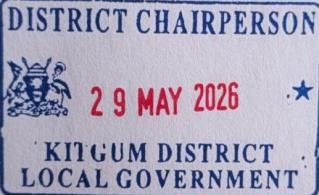 DISTRICT CHAIRPERSON
29 MAY 2026
KITGUM DISTRICT
LOCAL GOVERNMENT